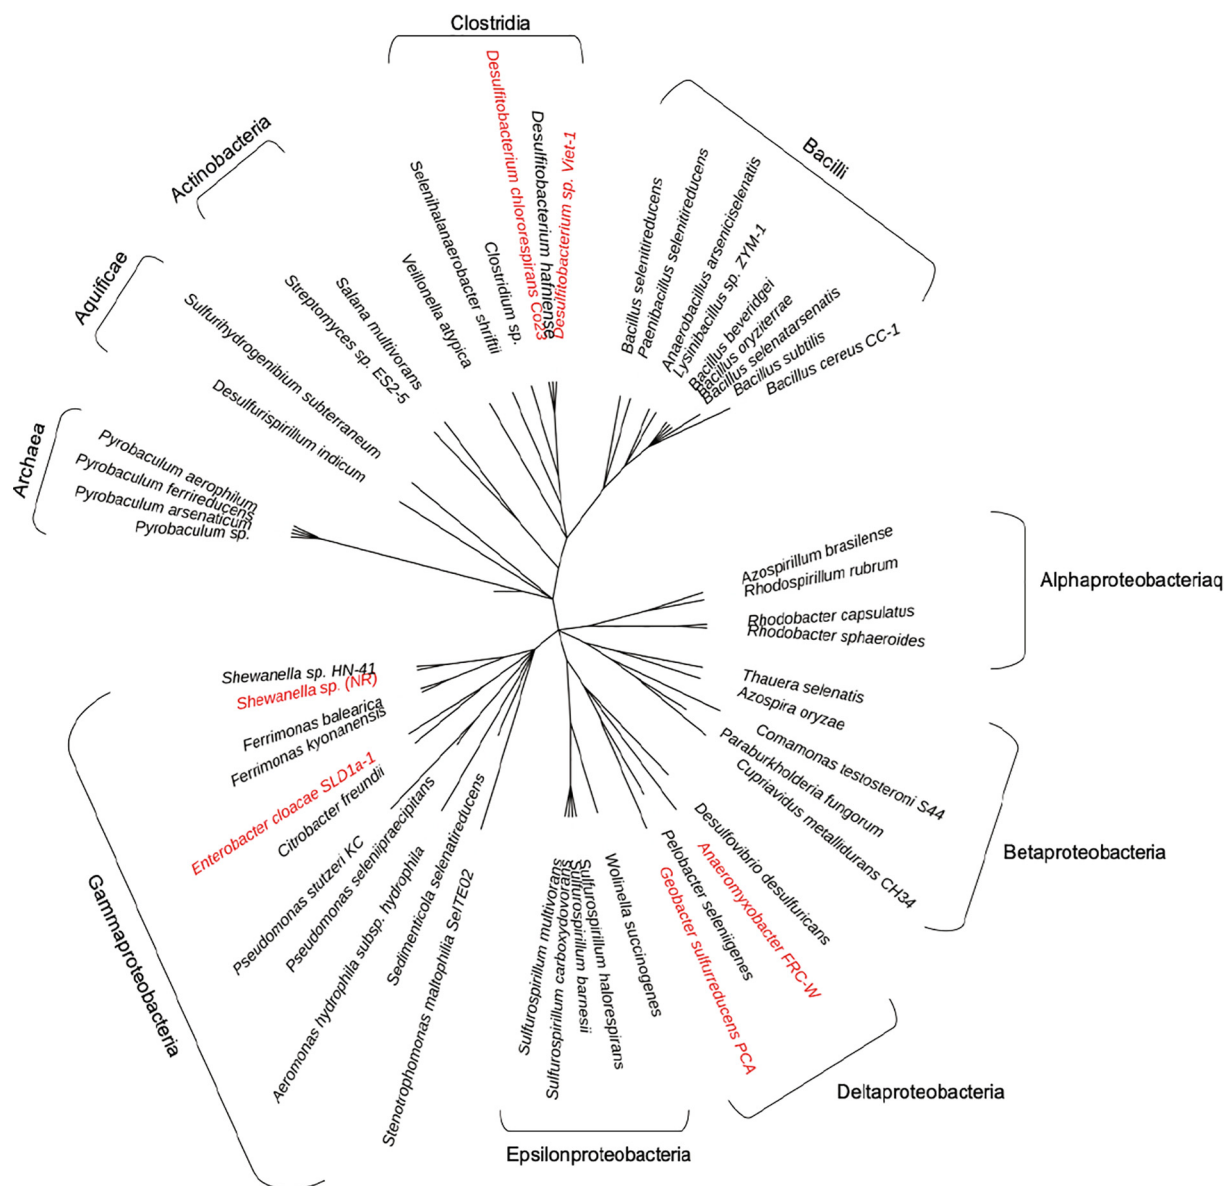 Clostridia
Desulfitobacterium chlororespirans Co23
Desulfitobacterium hafniense
Desulfitobacterium sp. Viet-1
Clostridium sp.
Selenihalanaerobacter shriftii
Veillonella atypica
Bacilli
Bacillus selenitireducens
Paenibacillus selenitireducens
Anaerobacillus arseniciselenatis
Lysinibacillus sp. ZYM-1
Bacillus beveridgei
Bacillus oryziterrae
Bacillus selenatarsenatis
Bacillus subtilis
Bacillus cereus CC-1
Actinobacteria
Salana multivorans
Streptomyces sp. ES2-5
Aquificae
Sulfurihydrogenibium subterraneum
Desulfurispirillum indicum
Archaea
Pyrobaculum aerophilum
Pyrobaculum ferrireducens
Pyrobaculum arsenaticum
Pyrobaculum sp.
Alphaproteobacteriaq
Azospirillum brasilense
Rhodospirillum rubrum
Rhodobacter capsulatus
Rhodobacter sphaeroides
Thauera selenatis
Azospira oryzae
Comamonas testosteroni S44
Paraburkholderia fungorum
Cupriavidus metallidurans CH34
Betaproteobacteria
Desulfovibrio desulfuricans
Anaeromyxobacter FRC-W
Pelobacter seleniigenes
Geobacter sulfurreducens PCA
Deltaproteobacteria
Wolinella succinogenes
Sulfurospirillum halorespirans
Sulfurospirillum barnesii
Sulfurospirillum carboxydovorans
Sulfurospirillum multivorans
Epsilonproteobacteria
Shewanella sp. HN-41
Shewanella sp. (NR)
Ferrimonas balearica
Ferrimonas kyonanensis
Enterobacter cloacae SLD1a-1
Citrobacter freundii
Pseudomonas stutzeri KC
Pseudomonas seleniipraecipitans
Aeromonas hydrophila subsp. hydrophila
Sedimenticola selenatireducens
Stenotrophomonas maltophilia SelTE02
Gammaproteobacteria